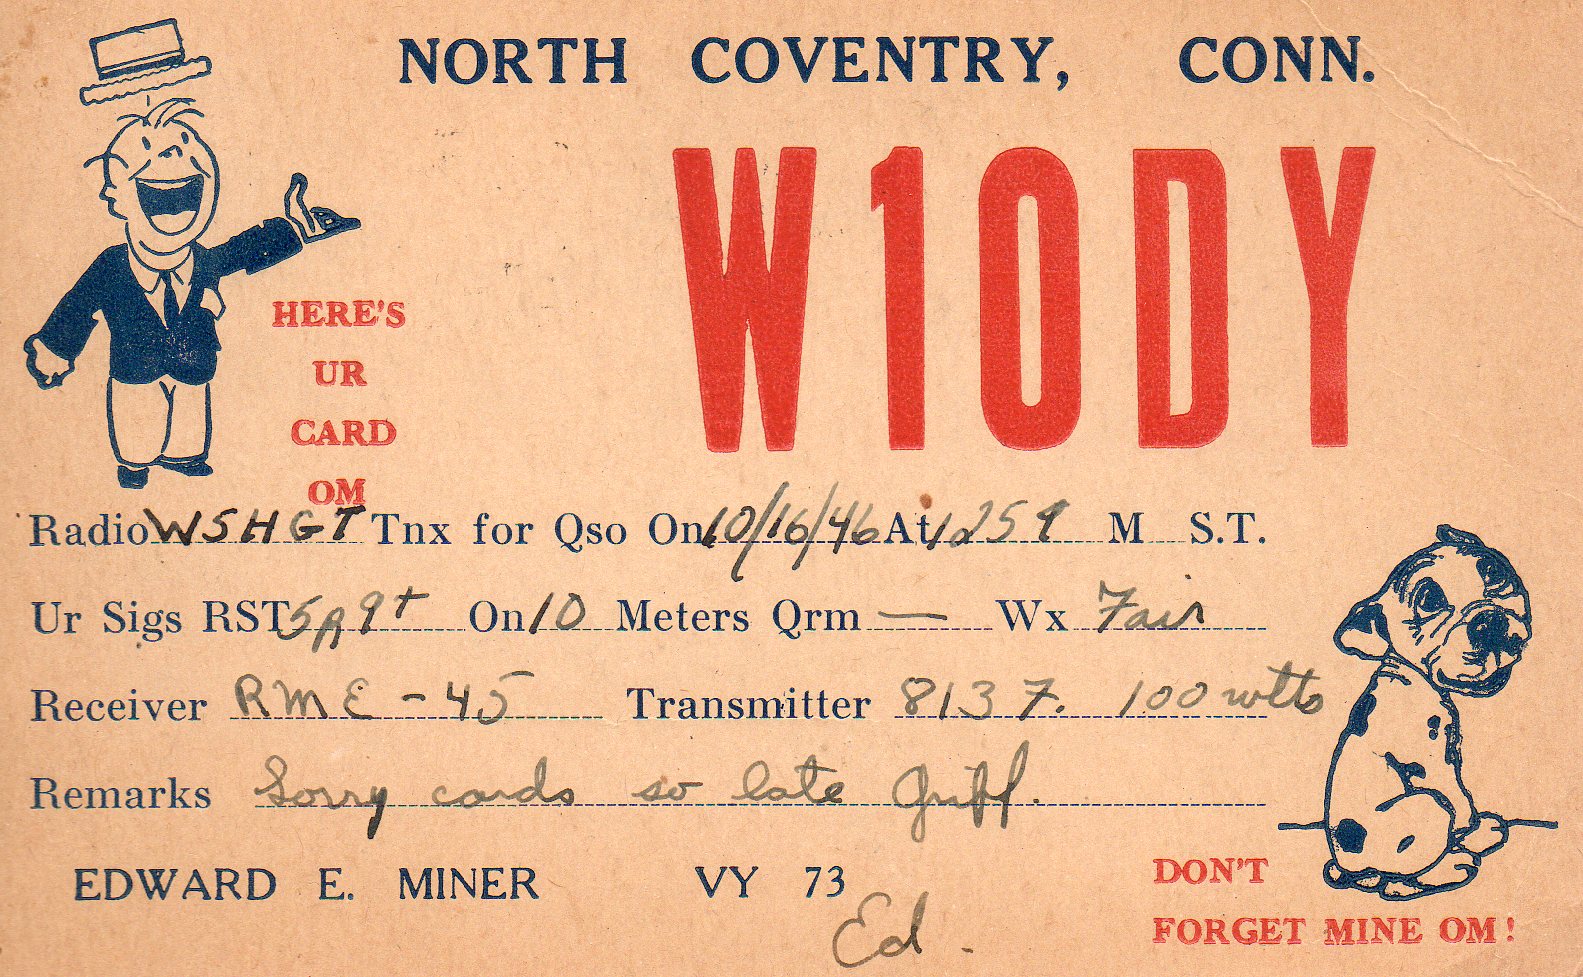 NORTH COVENTRY, CONN.
W1ODY
HERE'S
UR
CARD
OM
Radio W5HGT Tnx for Qso On 10/16/46 At 1259 M S.T.
Ur Sigs RST 5A9+ On 10 Meters Qrm — Wx Fair
Receiver RME-45 Transmitter 813 7. 100 wtts
Remarks Sorry cards so late Griff.
EDWARD E. MINER VY 73
Ed.
DON'T
FORGET MINE OM!